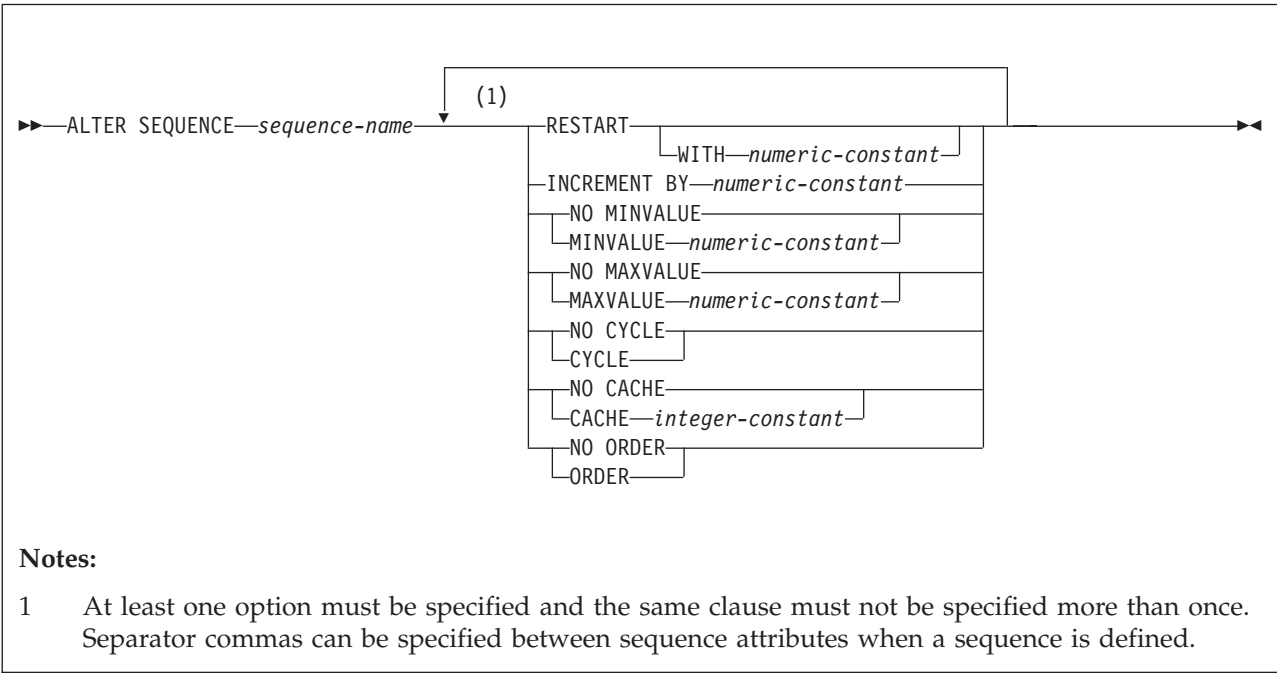 (1)
ALTER SEQUENCE sequence-name RESTART
WITH numeric-constant
INCREMENT BY numeric-constant
NO MINVALUE
MINVALUE numeric-constant
NO MAXVALUE
MAXVALUE numeric-constant
NO CYCLE
CYCLE
NO CACHE
CACHE integer-constant
NO ORDER
ORDER
Notes:
1 At least one option must be specified and the same clause must not be specified more than once.
Separator commas can be specified between sequence attributes when a sequence is defined.